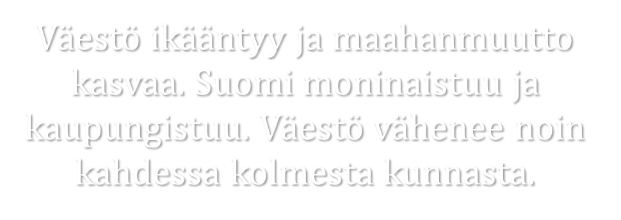 Väestö ikääntyy ja maahanmuutto
kasvaa. Suomi moninaistuu ja
kaupungistuu. Väestö vähenee noin
kahdessa kolmesta kunnasta.